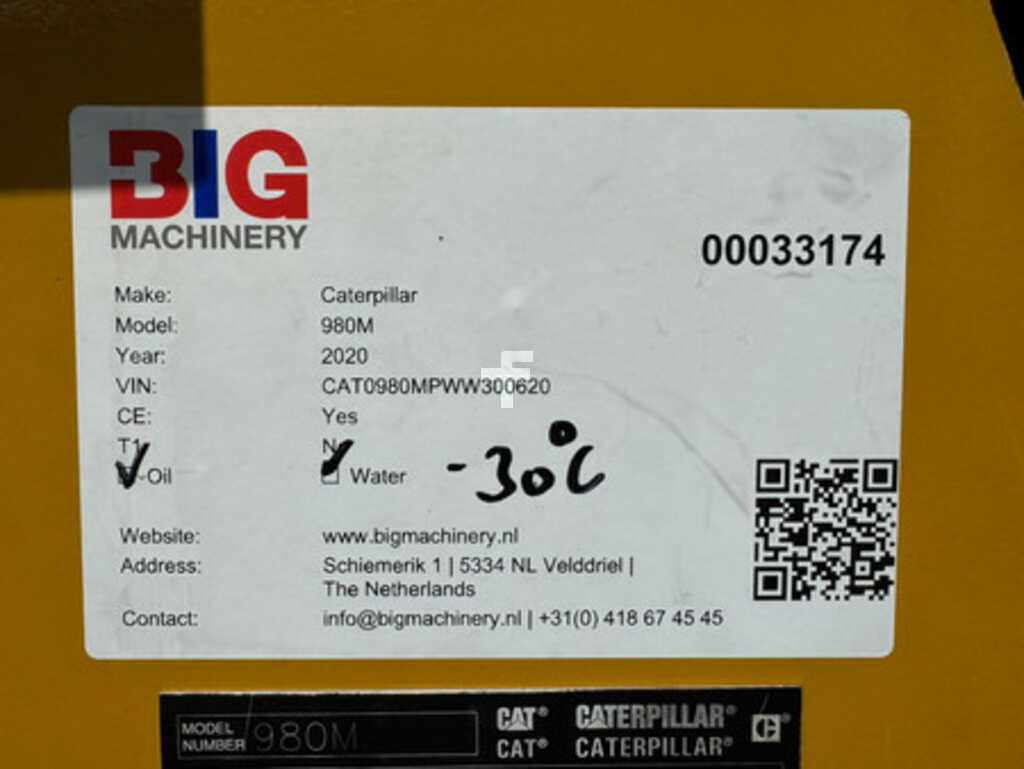 BIG
MACHINERY
00033174
Make: Caterpillar
Model: 980M
Year: 2020
VIN: CAT0980MPWW300620
CE: Yes
T1
Oil Water -30°C
Website: www.bigmachinery.nl
Address: Schiemerik 1 | 5334 NL Velddriel |
The Netherlands
Contact: info@bigmachinery.nl | +31(0) 418 67 45 45
MODEL
NUMBER 980M
CAT® CATERPILLAR®
CAT® CATERPILLAR®